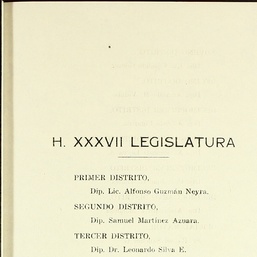 H. XXXVII LEGISLATURA
PRIMER DISTRITO,
Dip. Lic. Alfonso Guzmán Neyra.
SEGUNDO DISTRITO,
Dip. Samuel Martínez Azuara.
TERCER DISTRITO,
Dip. Dr. Leonardo Silva E.